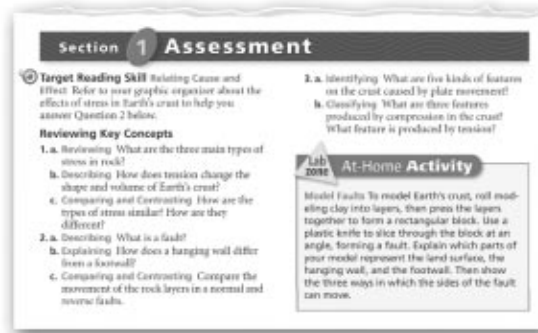 Section 1 Assessment
Target Reading Skill Relating Cause and
Effect Refer to your graphic organizer about the
effects of stress in Earth's crust to help you
answer Question 2 below.
Reviewing Key Concepts
1. a. Reviewing What are the three main types of
stress in rock?
b. Describing How does tension change the
shape and volume of Earth's crust?
c. Comparing and Contrasting How are the
types of stress similar? How are they
different?
2. a. Describing What is a fault?
b. Explaining How does a hanging wall differ
from a footwall?
c. Comparing and Contrasting Compare the
movement of the rock layers in a normal and
reverse faults.
3. a. Identifying What are five kinds of features
on the crust caused by plate movement?
b. Classifying What are three features
produced by compression in the crust?
What feature is produced by tension?
Lab
zone At-Home Activity
Model Faults To model Earth's crust, roll mod-
eling clay into layers, then press the layers
together to form a rectangular block. Use a
plastic knife to slice through the block at an
angle, forming a fault. Explain which parts of
your model represent the land surface, the
hanging wall, and the footwall. Then show
the three ways in which the sides of the fault
can move.